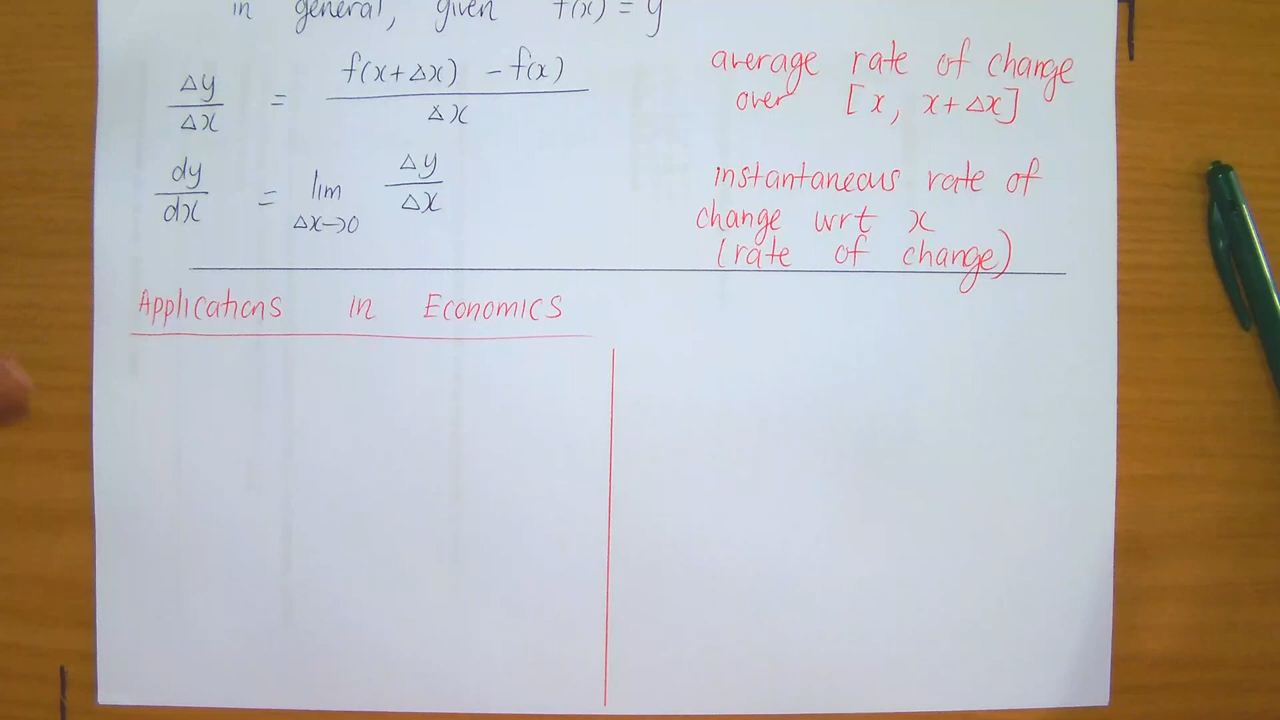 in general, given f(x) = y
Δy/Δx = f(x+Δx) - f(x) / Δx
average rate of change
over [x, x+Δx]
dy/dx = lim Δx→0 Δy/Δx
instantaneous rate of
change wrt x
(rate of change)
Applications in Economics